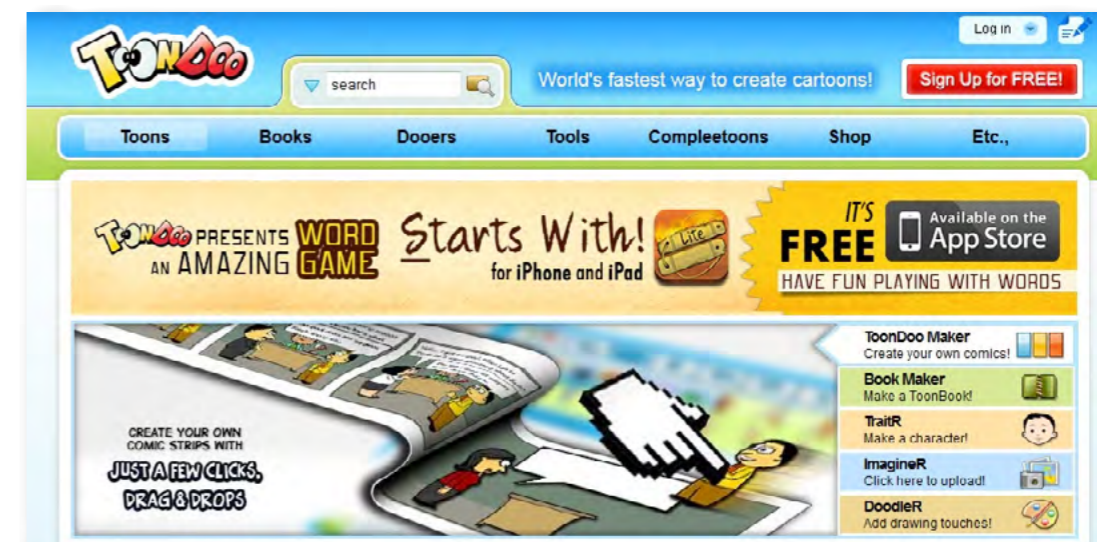 TOONDOO
Log in
search
World's fastest way to create cartoons!
Sign Up for FREE!
Toons Books Dooers Tools Compleetoons Shop Etc.,
TOONDOO PRESENTS
AN AMAZING
WORD
GAME
Starts With!
for iPhone and iPad
Lite
IT'S
FREE
Available on the
App Store
HAVE FUN PLAYING WITH WORDS
CREATE YOUR OWN
COMIC STRIPS WITH
JUST A FEW CLICKS,
DRAG & DROPS
ToonDoo Maker
Create your own comics!
Book Maker
Make a ToonBook!
TraitR
Make a character!
ImagineR
Click here to upload!
DoodleR
Add drawing touches!